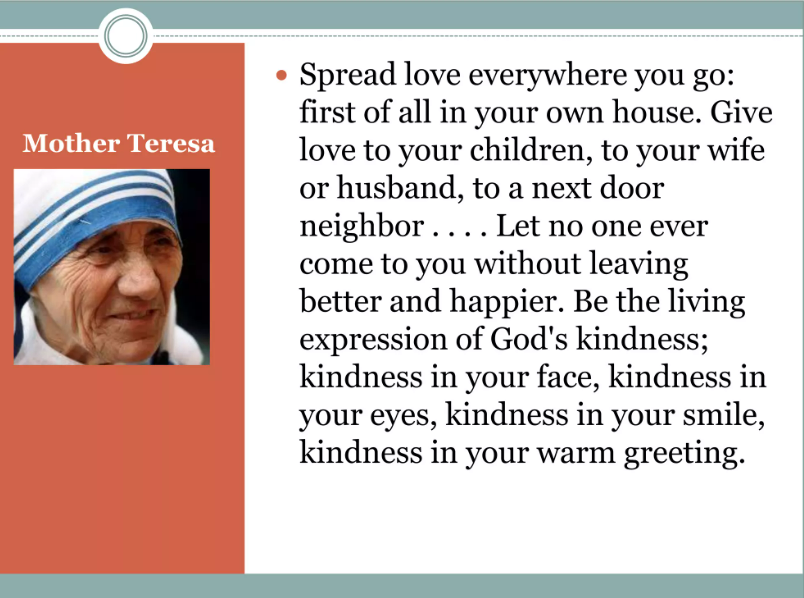 Mother Teresa
• Spread love everywhere you go:
first of all in your own house. Give
love to your children, to your wife
or husband, to a next door
neighbor . . . . Let no one ever
come to you without leaving
better and happier. Be the living
expression of God's kindness;
kindness in your face, kindness in
your eyes, kindness in your smile,
kindness in your warm greeting.